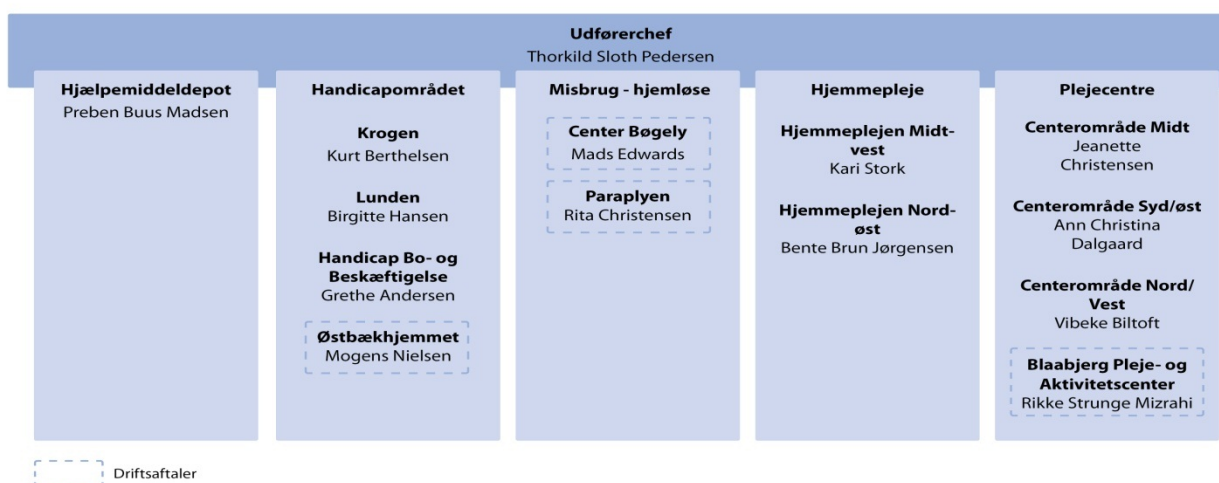 Udførerchef
Thorkild Sloth Pedersen
Hjælpemiddeldepot
Preben Buus Madsen
Handicapområdet
Krogen
Kurt Berthelsen
Lunden
Birgitte Hansen
Handicap Bo- og
Beskæftigelse
Grethe Andersen
Østbækhjemmet
Mogens Nielsen
Misbrug - hjemløse
Center Bøgely
Mads Edwards
Paraplyen
Rita Christensen
Hjemmepleje
Hjemmeplejen Midt-
vest
Kari Stork
Hjemmeplejen Nord-
øst
Bente Brun Jørgensen
Plejecentre
Centerområde Midt
Jeanette
Christensen
Centerområde Syd/øst
Ann Christina
Dalgaard
Centerområde Nord/
Vest
Vibeke Biltoft
Blaabjerg Pleje- og
Aktivitetscenter
Rikke Strunge Mizrahi
Driftsaftaler